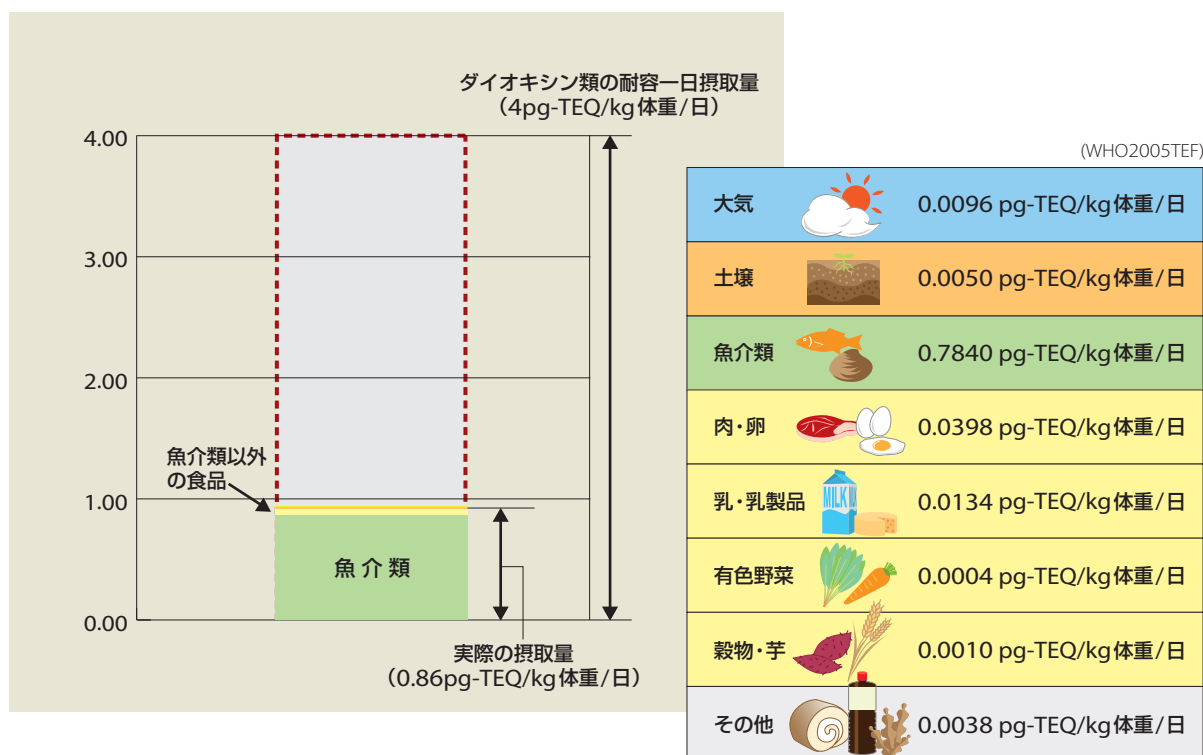 ダイオキシン類の耐容一日摂取量
(4pg-TEQ/kg体重/日)
4.00
3.00
2.00
1.00
0.00
魚介類以外
の食品
魚介類
実際の摂取量
(0.86pg-TEQ/kg体重/日)
(WHO2005TEF)
大気 0.0096 pg-TEQ/kg体重/日
土壌 0.0050 pg-TEQ/kg体重/日
魚介類 0.7840 pg-TEQ/kg体重/日
肉・卵 0.0398 pg-TEQ/kg体重/日
乳・乳製品 MILK 0.0134 pg-TEQ/kg体重/日
有色野菜 0.0004 pg-TEQ/kg体重/日
穀物・芋 0.0010 pg-TEQ/kg体重/日
その他 0.0038 pg-TEQ/kg体重/日